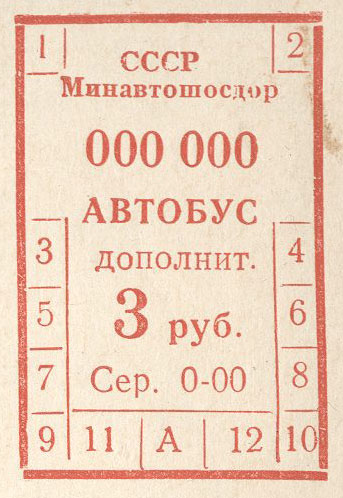 1 СССР 2
Минавтошосдор
000 000
АВТОБУС
3 ДОПОЛНИТ. 4
5 3 руб. 6
7 Сер. 0-00 8
9 11 А 12 10